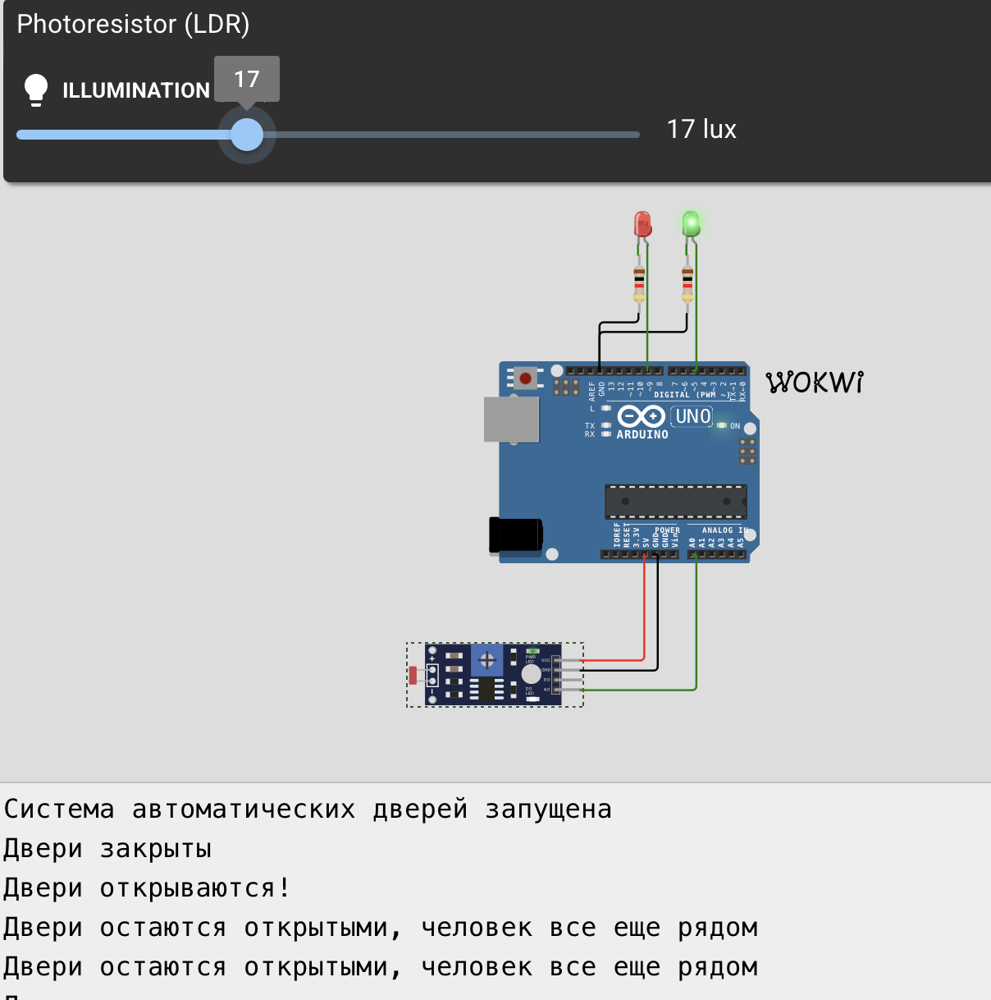 Photoresistor (LDR)
17
ILLUMINATION
17 lux
WOKWi
AREF
GND
13
12
~11
~10
~9
8
7
~6
~5
4
~3
2
TX→1
RX←0
DIGITAL (PWM ~)
L
TX
RX
UNO
ARDUINO
ON
IOREF
RESET
3.3V
5V
GND
GND
Vin
POWER
ANALOG IN
A0
A1
A2
A3
A4
A5
PWR
LED
DO
LED
VCC
GND
DO
AO
Система автоматических дверей запущена
Двери закрыты
Двери открываются!
Двери остаются открытыми, человек все еще рядом
Двери остаются открытыми, человек все еще рядом